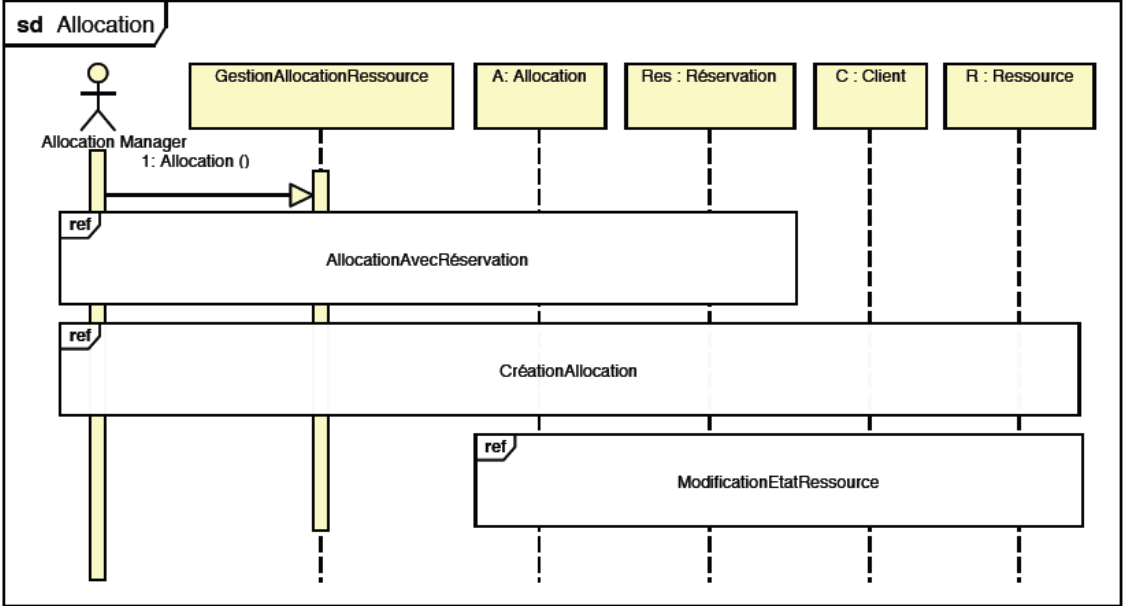 sd Allocation
GestionAllocationRessource
A: Allocation
Res : Réservation
C : Client
R : Ressource
Allocation Manager
1: Allocation ()
ref
AllocationAvecRéservation
ref
CréationAllocation
ref
ModificationEtatRessource